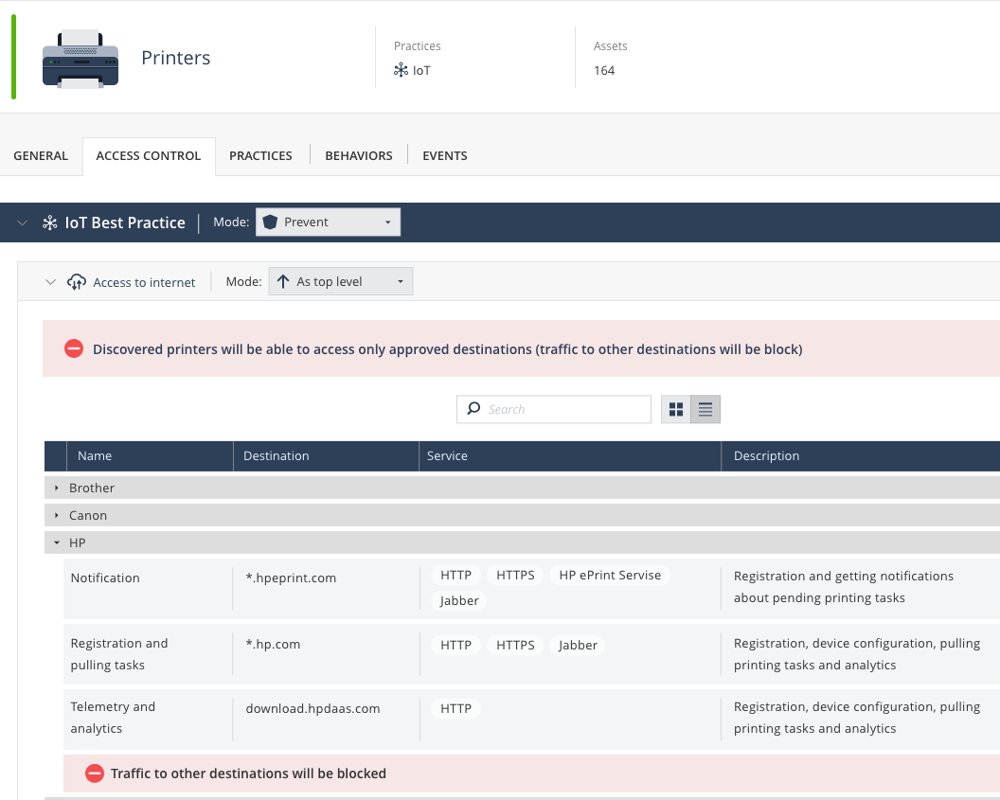 Printers
Practices
IoT
Assets
164
GENERAL
ACCESS CONTROL
PRACTICES
BEHAVIORS
EVENTS
IoT Best Practice
Mode:
Prevent
Access to internet
Mode:
As top level
Discovered printers will be able to access only approved destinations (traffic to other destinations will be block)
Search
Name
Destination
Service
Description
Brother
Canon
HP
Notification
*.hpeprint.com
HTTP HTTPS HP ePrint Servise
Jabber
Registration and getting notifications
about pending printing tasks
Registration and
pulling tasks
*.hp.com
HTTP HTTPS Jabber
Registration, device configuration, pulling
printing tasks and analytics
Telemetry and
analytics
download.hpdaas.com
HTTP
Registration, device configuration, pulling
printing tasks and analytics
Traffic to other destinations will be blocked